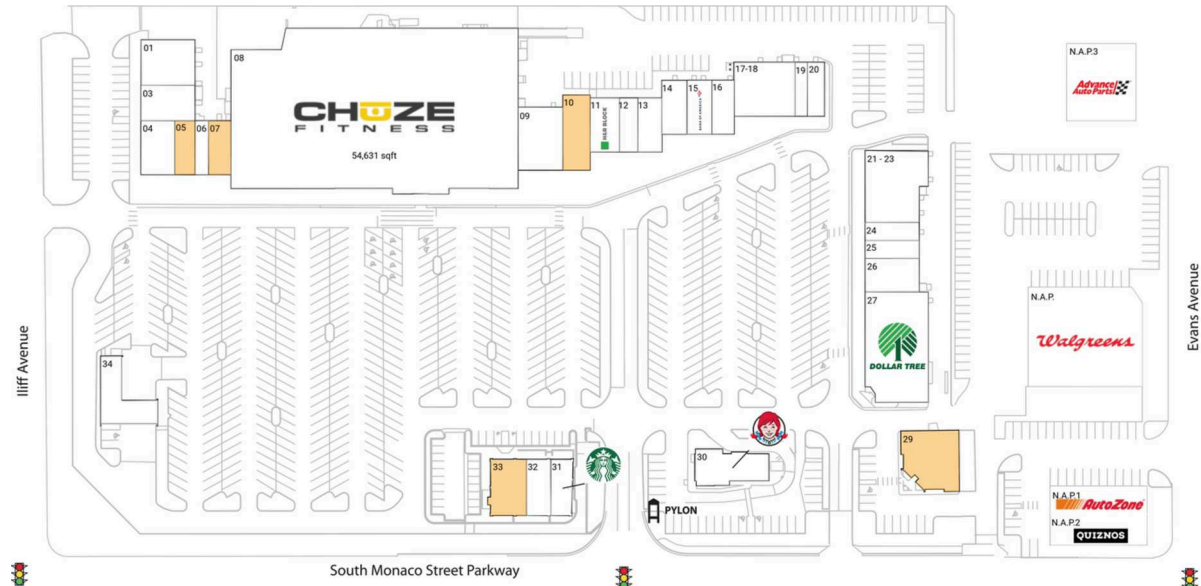 01
03
04
05
06
07
08
CHUZE
FITNESS
54,631 sqft
09
10
11
H&R BLOCK
12
13
14
15
BANK OF AMERICA
16
17-18
19
20
N.A.P.3
Advance
Auto Parts
21 - 23
24
25
26
27
DOLLAR TREE
N.A.P.
Walgreens
Iliff Avenue
Evans Avenue
34
33
32
31
30
29
PYLON
N.A.P.1
AutoZone
N.A.P.2
QUIZNOS
South Monaco Street Parkway